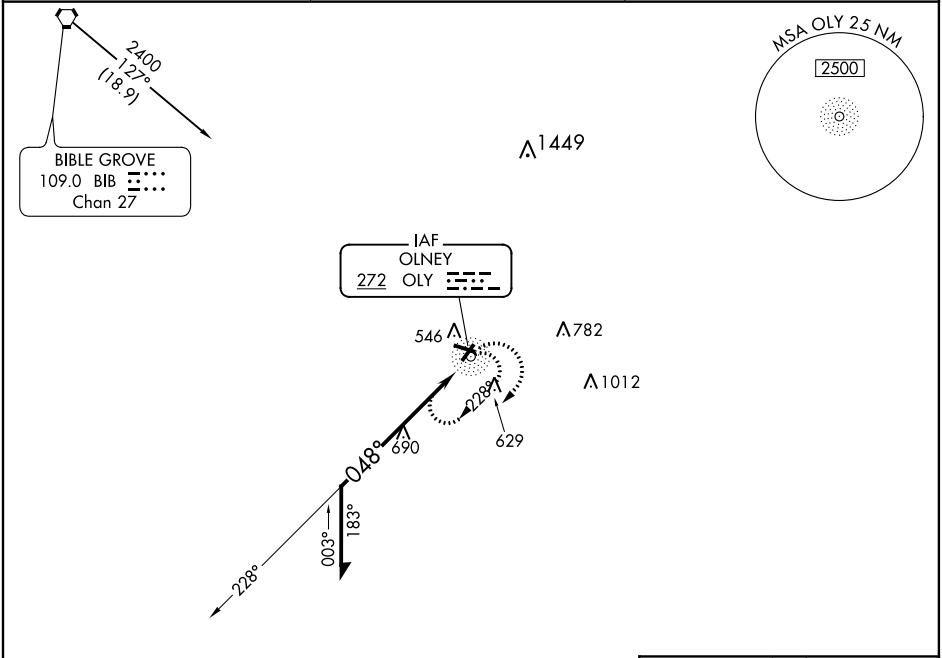 2400
127°
(18.9)
MSA OLY 25 NM
2500
1449
BIBLE GROVE
109.0 BIB
Chan 27
IAF
OLNEY
272 OLY
546
782
1012
228°
629
690
048°
003°
183°
228°